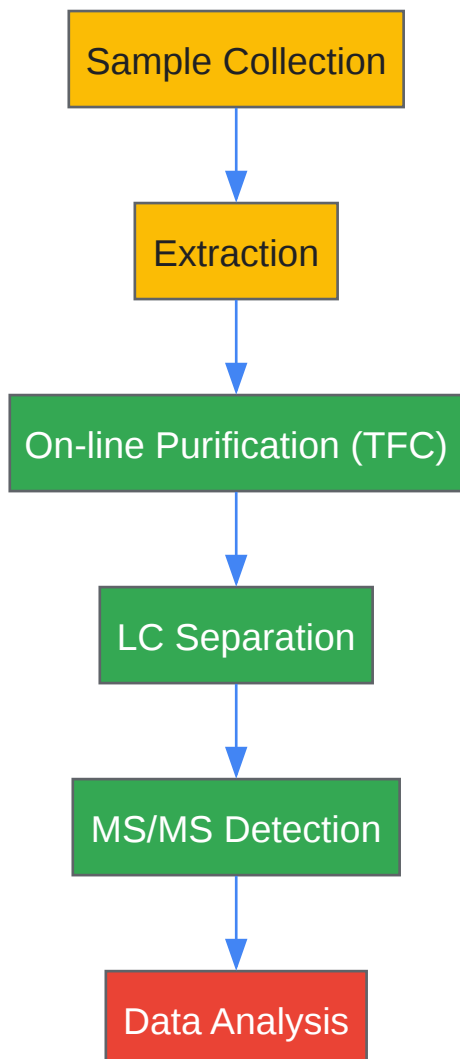 Sample Collection
Extraction
On-line Purification (TFC)
LC Separation
MS/MS Detection
Data Analysis